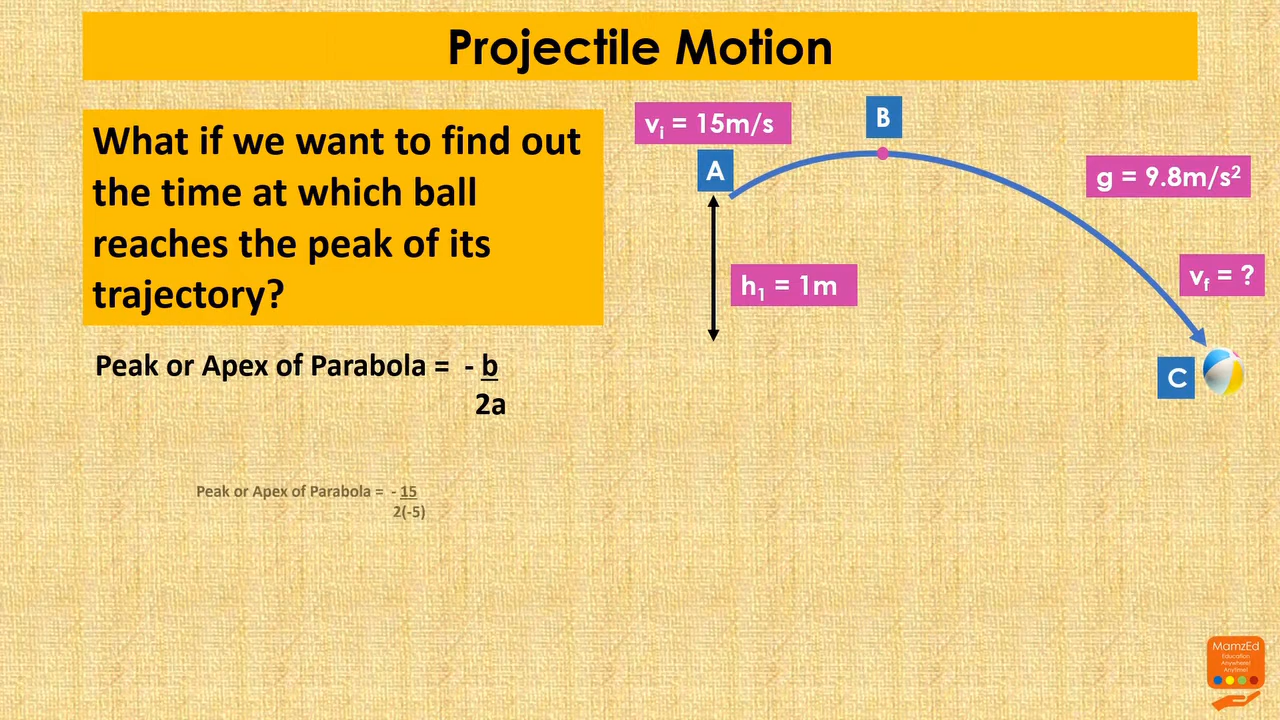 Projectile Motion
What if we want to find out
the time at which ball
reaches the peak of its
trajectory?
vᵢ = 15m/s
A
B
g = 9.8m/s²
h₁ = 1m
v_f = ?
C
Peak or Apex of Parabola = - b
2a
Peak or Apex of Parabola = - 15
2(-5)
MamzEd
Education
Anywhere!
Anytime!